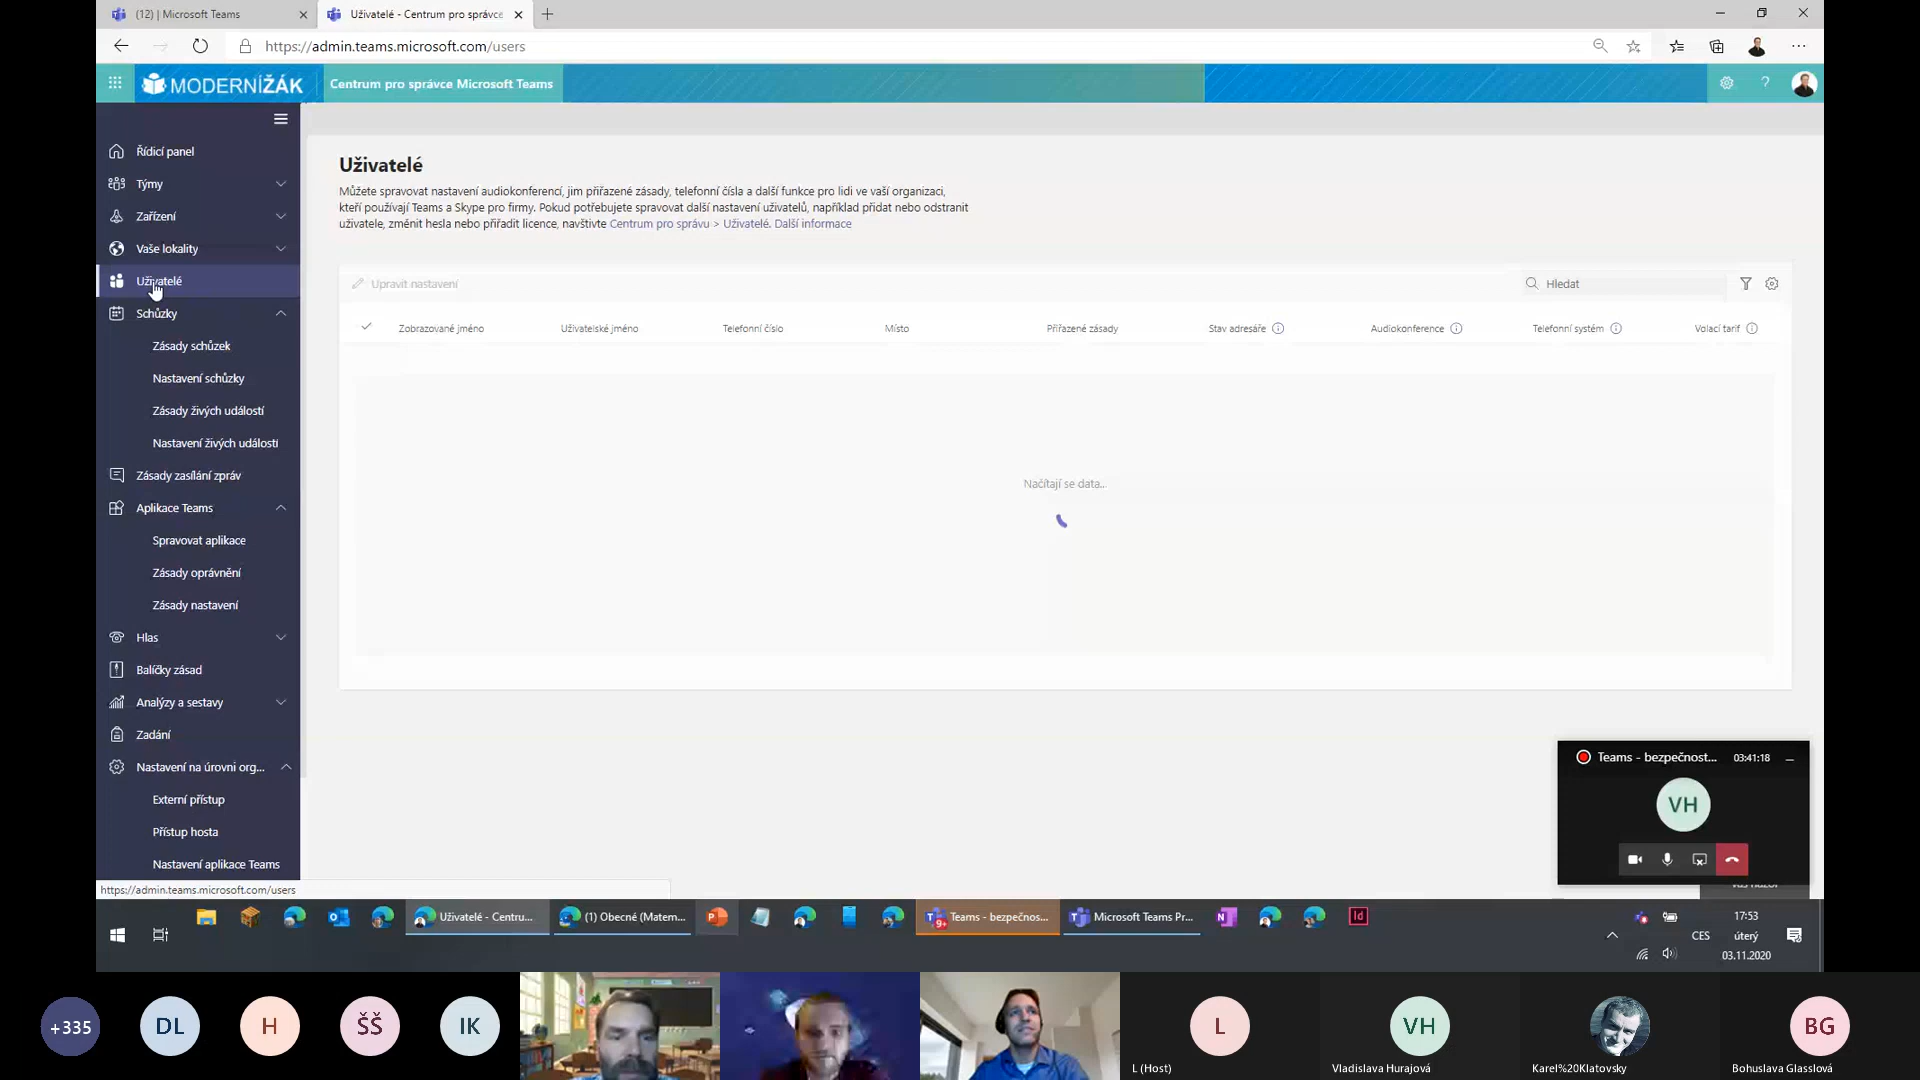 (12) | Microsoft Teams
Uživatelé - Centrum pro správce
https://admin.teams.microsoft.com/users
MODERNÍŽÁK
Centrum pro správce Microsoft Teams
?
Řídicí panel
Týmy
Zařízení
Vaše lokality
Uživatelé
Schůzky
Zásady schůzek
Nastavení schůzky
Zásady živých událostí
Nastavení živých událostí
Zásady zasílání zpráv
Aplikace Teams
Spravovat aplikace
Zásady oprávnění
Zásady nastavení
Hlas
Balíčky zásad
Analýzy a sestavy
Zadání
Nastavení na úrovni org...
Externí přístup
Přístup hosta
Nastavení aplikace Teams
https://admin.teams.microsoft.com/users
Uživatelé
Můžete spravovat nastavení audiokonferencí, jim přiřazené zásady, telefonní čísla a další funkce pro lidi ve vaší organizaci,
kteří používají Teams a Skype pro firmy. Pokud potřebujete spravovat další nastavení uživatelů, například přidat nebo odstranit
uživatele, změnit hesla nebo přiřadit licence, navštivte Centrum pro správu > Uživatelé. Další informace
Upravit nastavení
Hledat
Zobrazované jméno Uživatelské jméno Telefonní číslo Místo Přiřazené zásady Stav adresáře Audiokonference Telefonní systém Volací tarif
Načítají se data...
Teams - bezpečnost... 03:41:18
VH
Uživatelé - Centru...
(1) Obecné (Matem...
9+
Teams - bezpečnos...
Microsoft Teams Pr...
Id
CES
17:53
úterý
03.11.2020
+335
DL
H
ŠŠ
IK
L
L (Host)
VH
Vladislava Hurajová
Karel%20Klatovsky
BG
Bohuslava Glasslová